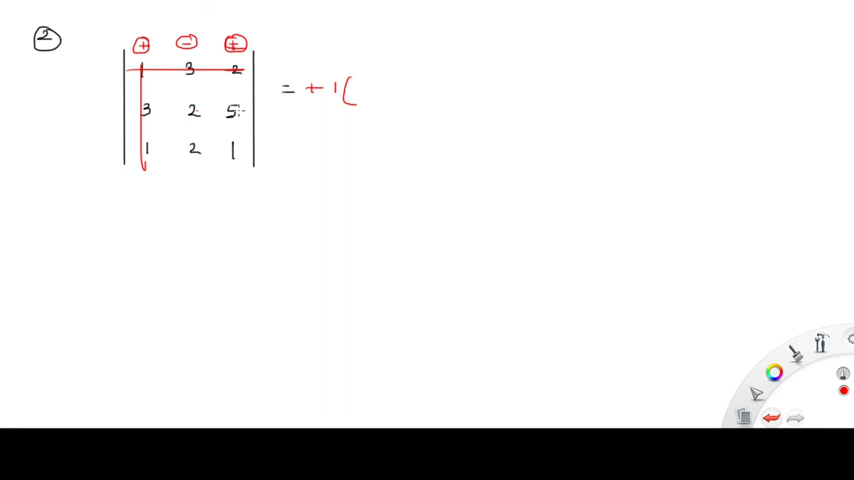 ②
⊕ ⊖ ⊕
| 1 3 2 |
| 3 2 5 | = + 1 (
| 1 2 1 |